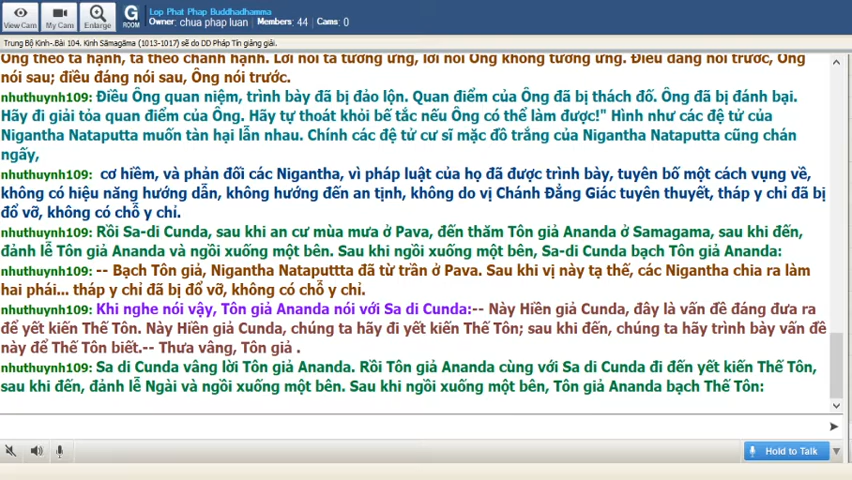 Lop Phat Phap Buddhadhamma
Owner: chua phap luan Members: 44 Cams: 0
View Cam My Cam Enlarge G ROOM
Trung Bộ Kinh-.Bài 104. Kinh Sāmagāma (1013-1017) sẽ do DD Pháp Tín giảng giải.
Ông theo tà hạnh, ta theo chánh hạnh. Lời nói ta tương ưng, lời nói Ông không tương ưng. Điều đáng nói trước, Ông
nói sau; điều đáng nói sau, Ông nói trước.
nhuthuynh109: Điều Ông quan niệm, trình bày đã bị đảo lộn. Quan điểm của Ông đã bị thách đố. Ông đã bị đánh bại.
Hãy đi giải tỏa quan điểm của Ông. Hãy tự thoát khỏi bế tắc nếu Ông có thể làm được!" Hình như các đệ tử của
Nigantha Nataputta muốn tàn hại lẫn nhau. Chính các đệ tử cư sĩ mặc đồ trắng của Nigantha Nataputta cũng chán
ngấy,
nhuthuynh109: cơ hiềm, và phản đối các Nigantha, vì pháp luật của họ đã được trình bày, tuyên bố một cách vụng về,
không có hiệu năng hướng dẫn, không hướng đến an tịnh, không do vị Chánh Đẳng Giác tuyên thuyết, tháp y chỉ đã bị
đổ vỡ, không có chỗ y chỉ.
nhuthuynh109: Rồi Sa-di Cunda, sau khi an cư mùa mưa ở Pava, đến thăm Tôn giả Ananda ở Samagama, sau khi đến,
đảnh lễ Tôn giả Ananda và ngồi xuống một bên. Sau khi ngồi xuống một bên, Sa-di Cunda bạch Tôn giả Ananda:
nhuthuynh109: -- Bạch Tôn giả, Nigantha Nataputtta đã từ trần ở Pava. Sau khi vị này tạ thế, các Nigantha chia ra làm
hai phái... tháp y chỉ đã bị đổ vỡ, không có chỗ y chỉ.
nhuthuynh109: Khi nghe nói vậy, Tôn giả Ananda nói với Sa di Cunda:-- Này Hiền giả Cunda, đây là vấn đề đáng đưa ra
để yết kiến Thế Tôn. Này Hiền giả Cunda, chúng ta hãy đi yết kiến Thế Tôn; sau khi đến, chúng ta hãy trình bày vấn đề
này để Thế Tôn biết.-- Thưa vâng, Tôn giả .
nhuthuynh109: Sa di Cunda vâng lời Tôn giả Ananda. Rồi Tôn giả Ananda cùng với Sa di Cunda đi đến yết kiến Thế Tôn,
sau khi đến, đảnh lễ Ngài và ngồi xuống một bên. Sau khi ngồi xuống một bên, Tôn giả Ananda bạch Thế Tôn:
Hold to Talk